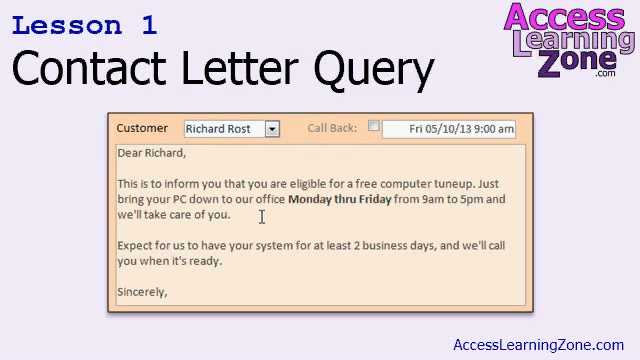 Lesson 1
Contact Letter Query
Access
Learning
Zone
.com
Customer Richard Rost Call Back: Fri 05/10/13 9:00 am
Dear Richard,
This is to inform you that you are eligible for a free computer tuneup. Just
bring your PC down to our office Monday thru Friday from 9am to 5pm and
we'll take care of you.
Expect for us to have your system for at least 2 business days, and we'll call
you when it's ready.
Sincerely,
AccessLearningZone.com